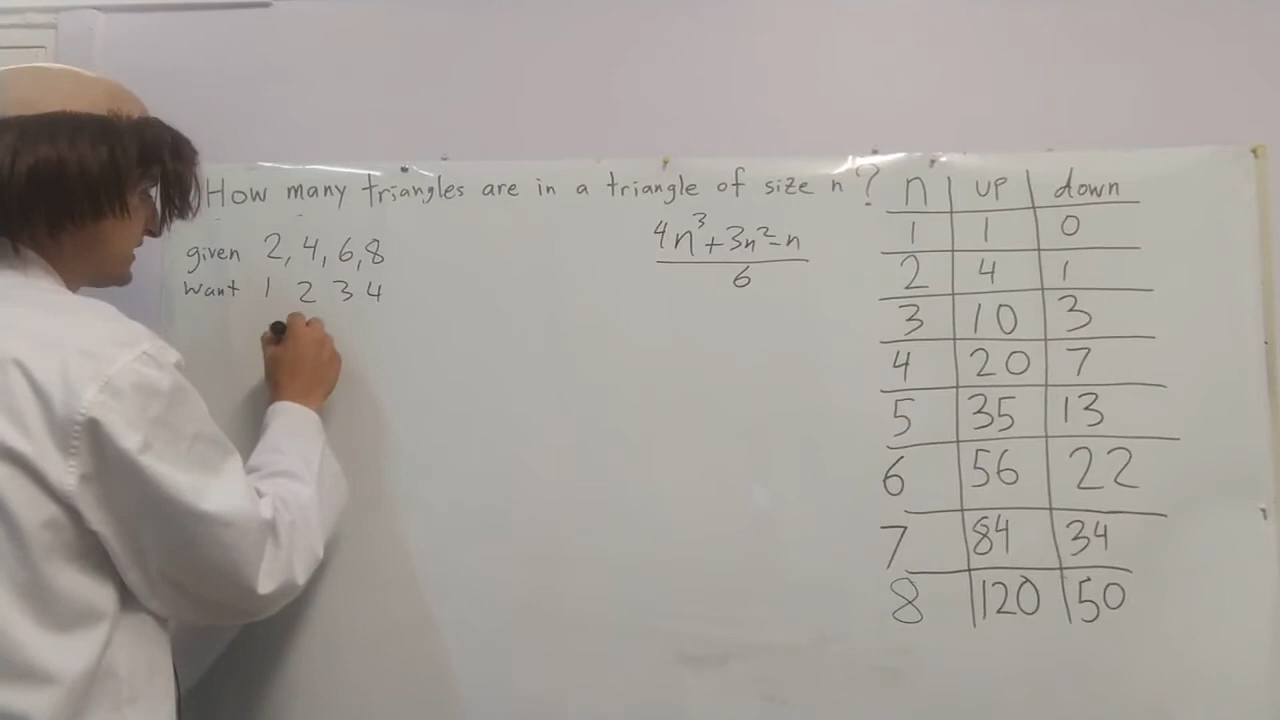 How many triangles are in a triangle of size n?
given 2, 4, 6, 8
want 1 2 3 4
4n³+3n²-n
6
n up down
1 1 0
2 4 1
3 10 3
4 20 7
5 35 13
6 56 22
7 84 34
8 120 50